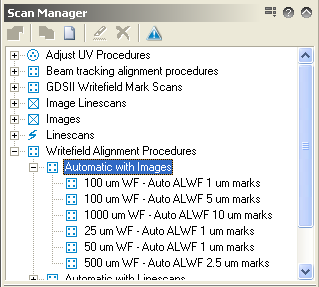 Scan Manager
Adjust UV Procedures
Beam tracking alignment procedures
GDSII Writefield Mark Scans
Image Linescans
Images
Linescans
Writefield Alignment Procedures
Automatic with Images
100 um WF - Auto ALWF 1 um marks
100 um WF - Auto ALWF 5 um marks
1000 um WF - Auto ALWF 10 um marks
25 um WF - Auto ALWF 1 um marks
50 um WF - Auto ALWF 1 um marks
500 um WF - Auto ALWF 2.5 um marks
Automatic with Linescans